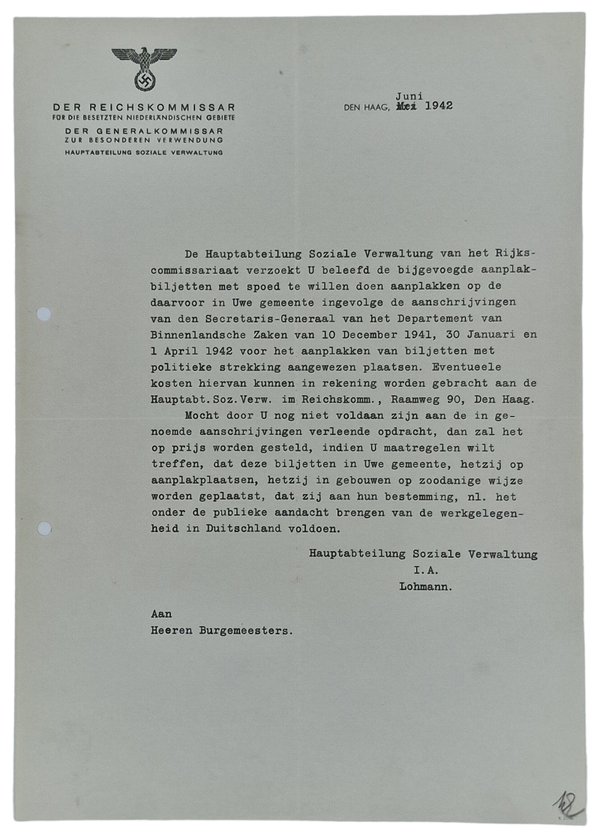 DER REICHSKOMMISSAR
FÜR DIE BESETZTEN NIEDERLÄNDISCHEN GEBIETE
DER GENERALKOMMISSAR
ZUR BESONDEREN VERWENDUNG
HAUPTABTEILUNG SOZIALE VERWALTUNG
Juni
DEN HAAG, Mei 1942
De Hauptabteilung Soziale Verwaltung van het Rijks-
commissariaat verzoekt U beleefd de bijgevoegde aanplak-
biljetten met spoed te willen doen aanplakken op de
daarvoor in Uwe gemeente ingevolge de aanschrijvingen
van den Secretaris-Generaal van het Departement van
Binnenlandsche Zaken van 10 December 1941, 30 Januari en
1 April 1942 voor het aanplakken van biljetten met
politieke strekking aangewezen plaatsen. Eventueele
kosten hiervan kunnen in rekening worden gebracht aan de
Hauptabt.Soz.Verw. im Reichskomm., Raamweg 90, Den Haag.
Mocht door U nog niet voldaan zijn aan de in ge-
noemde aanschrijvingen verleende opdracht, dan zal het
op prijs worden gesteld, indien U maatregelen wilt
treffen, dat deze biljetten in Uwe gemeente, hetzij op
aanplakplaatsen, hetzij in gebouwen op zoodanige wijze
worden geplaatst, dat zij aan hun bestemming, nl. het
onder de publieke aandacht brengen van de werkgelegen-
heid in Duitschland voldoen.
Hauptabteilung Soziale Verwaltung
I.A.
Lohmann.
Aan
Heeren Burgemeesters.